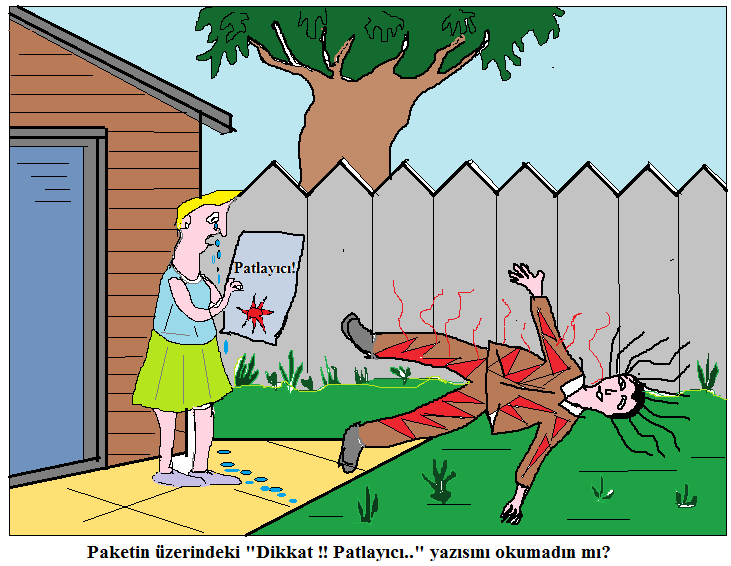 Patlayıcı!
Paketin üzerindeki "Dikkat !! Patlayıcı.." yazısını okumadın mı?